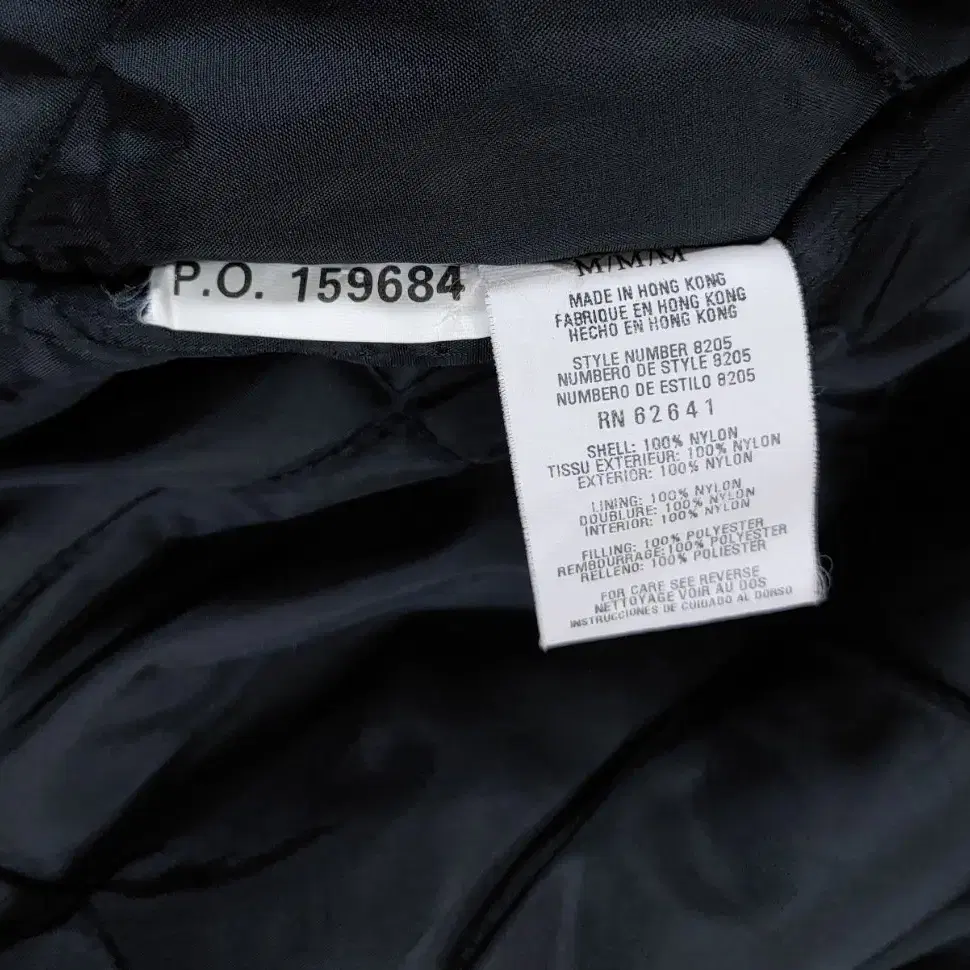 P.O. 159684
M/M/M
MADE IN HONG KONG
FABRIQUE EN HONG KONG
HECHO EN HONG KONG
STYLE NUMBER 8205
NUMBERO DE STYLE 8205
NUMBERO DE ESTILO 8205
RN 62641
SHELL: 100% NYLON
TISSU EXTERIEUR: 100% NYLON
EXTERIOR: 100% NYLON
LINING: 100% NYLON
DOUBLURE: 100% NYLON
INTERIOR: 100% NYLON
FILLING: 100% POLYESTER
REMBOURRAGE: 100% POLYESTER
RELLENO: 100% POLIESTER
FOR CARE SEE REVERSE
NETTOYAGE VOIR AU DOS
INSTRUCCIONES DE CUIDADO AL DORSO